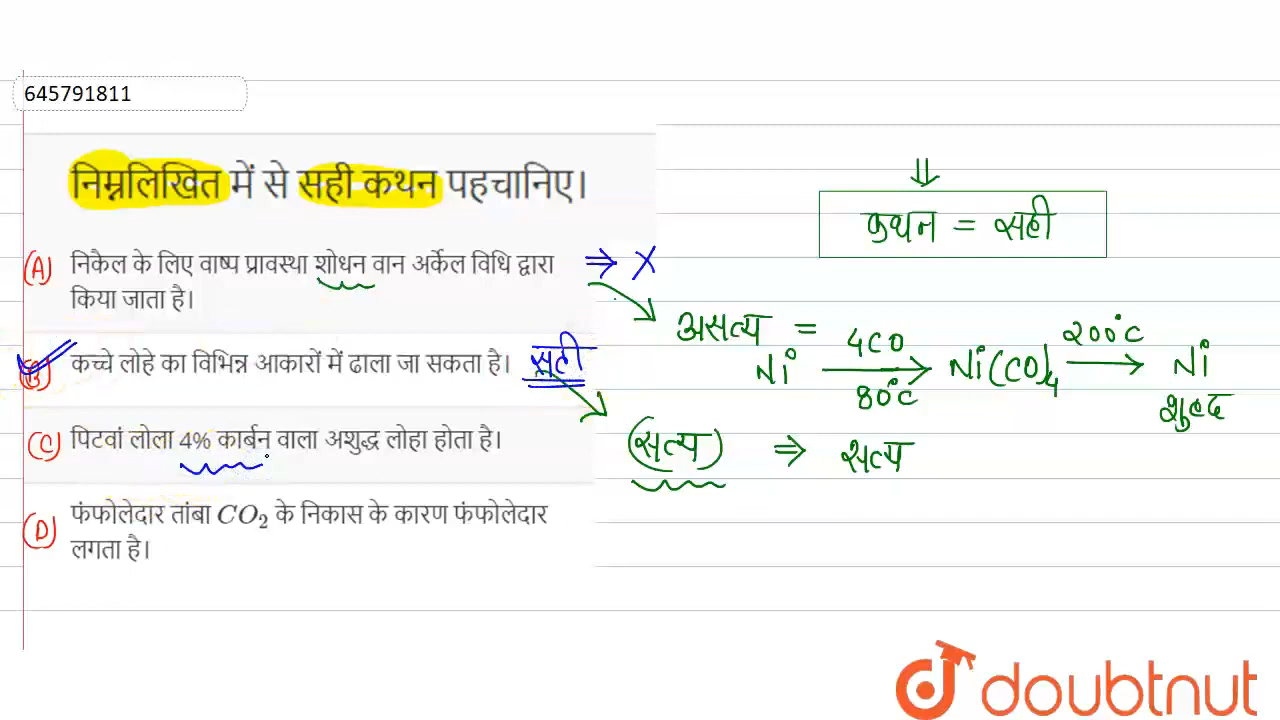 645791811
निम्नलिखित में से सही कथन पहचानिए।
(A) निकैल के लिए वाष्प प्रावस्था शोधन वान अर्केल विधि द्वारा ⇒ X
किया जाता है।
(B) कच्चे लोहे का विभिन्न आकारों में ढाला जा सकता है। सही
(C) पिटवां लोला 4% कार्बन वाला अशुद्ध लोहा होता है।
(D) फंफोलेदार तांबा CO₂ के निकास के कारण फंफोलेदार
लगता है।
⇓
कथन = सही
असत्य =
Ni 4CO 80°C → Ni(CO)₄ 200°C → Ni
शुद्ध
(सत्य) ⇒ सत्य
doubtnut